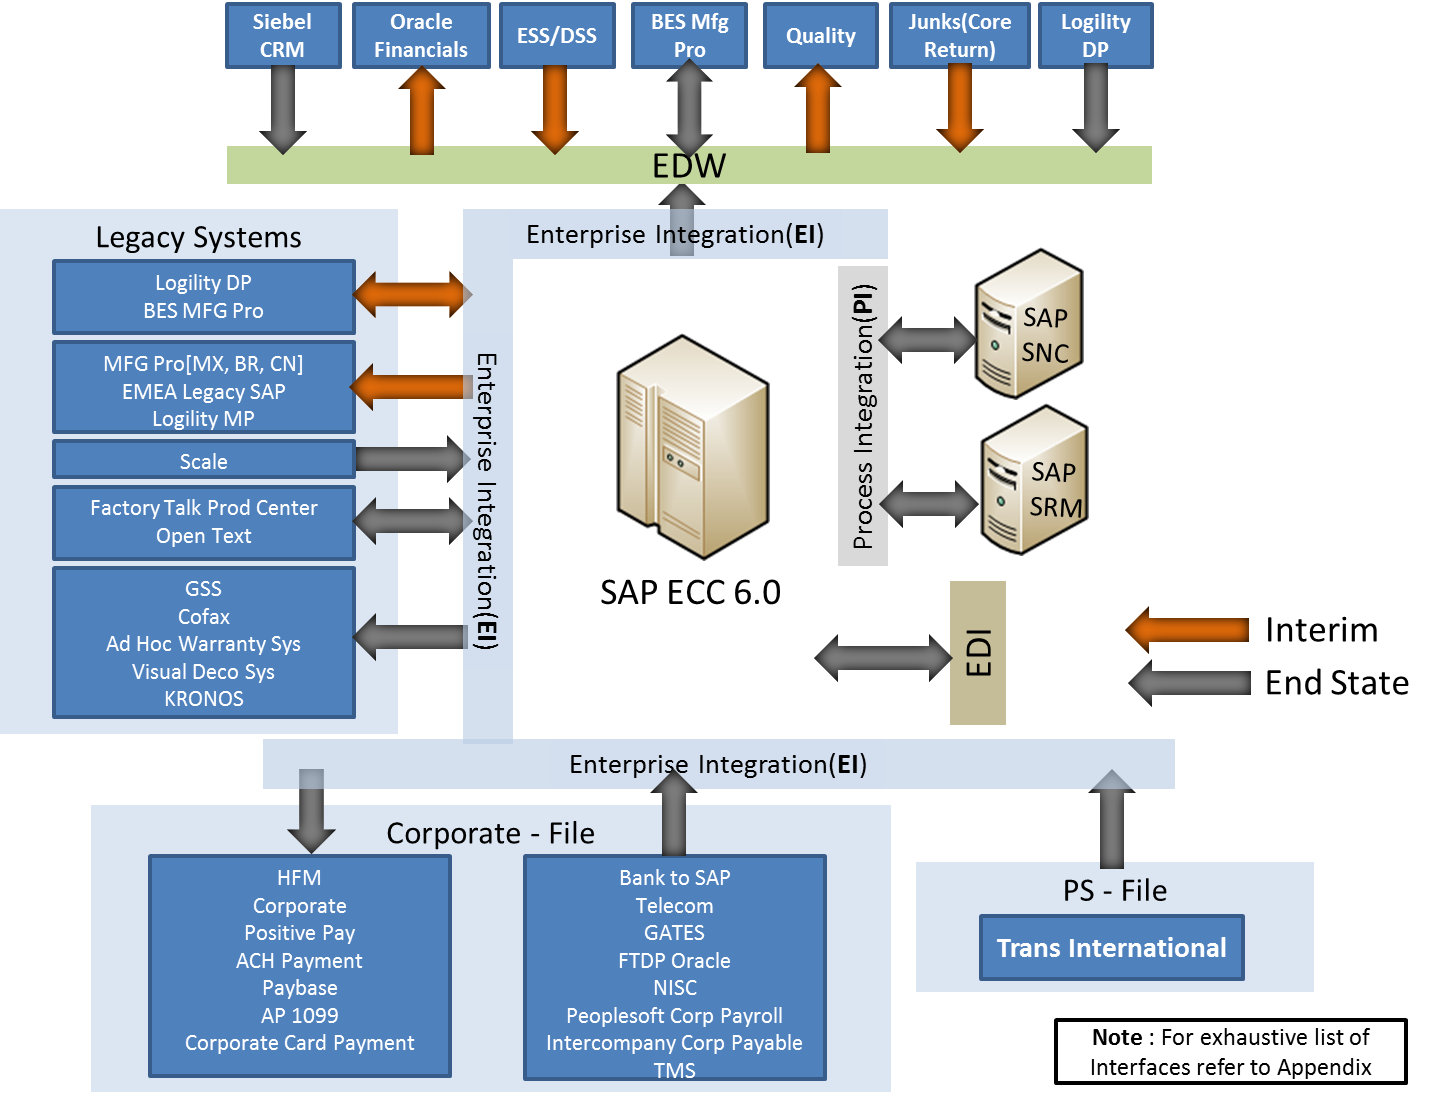 Siebel
CRM
Oracle
Financials
ESS/DSS
BES Mfg
Pro
Quality
Junks(Core
Return)
Logility
DP
EDW
Enterprise Integration(EI)
Legacy Systems
Logility DP
BES MFG Pro
MFG Pro[MX, BR, CN]
EMEA Legacy SAP
Logility MP
Scale
Factory Talk Prod Center
Open Text
GSS
Cofax
Ad Hoc Warranty Sys
Visual Deco Sys
KRONOS
Enterprise Integration(EI)
SAP ECC 6.0
Process Integration(PI)
SAP
SNC
SAP
SRM
EDI
Interim
End State
Enterprise Integration(EI)
Corporate - File
HFM
Corporate
Positive Pay
ACH Payment
Paybase
AP 1099
Corporate Card Payment
Bank to SAP
Telecom
GATES
FTDP Oracle
NISC
Peoplesoft Corp Payroll
Intercompany Corp Payable
TMS
PS - File
Trans International
Note : For exhaustive list of
Interfaces refer to Appendix